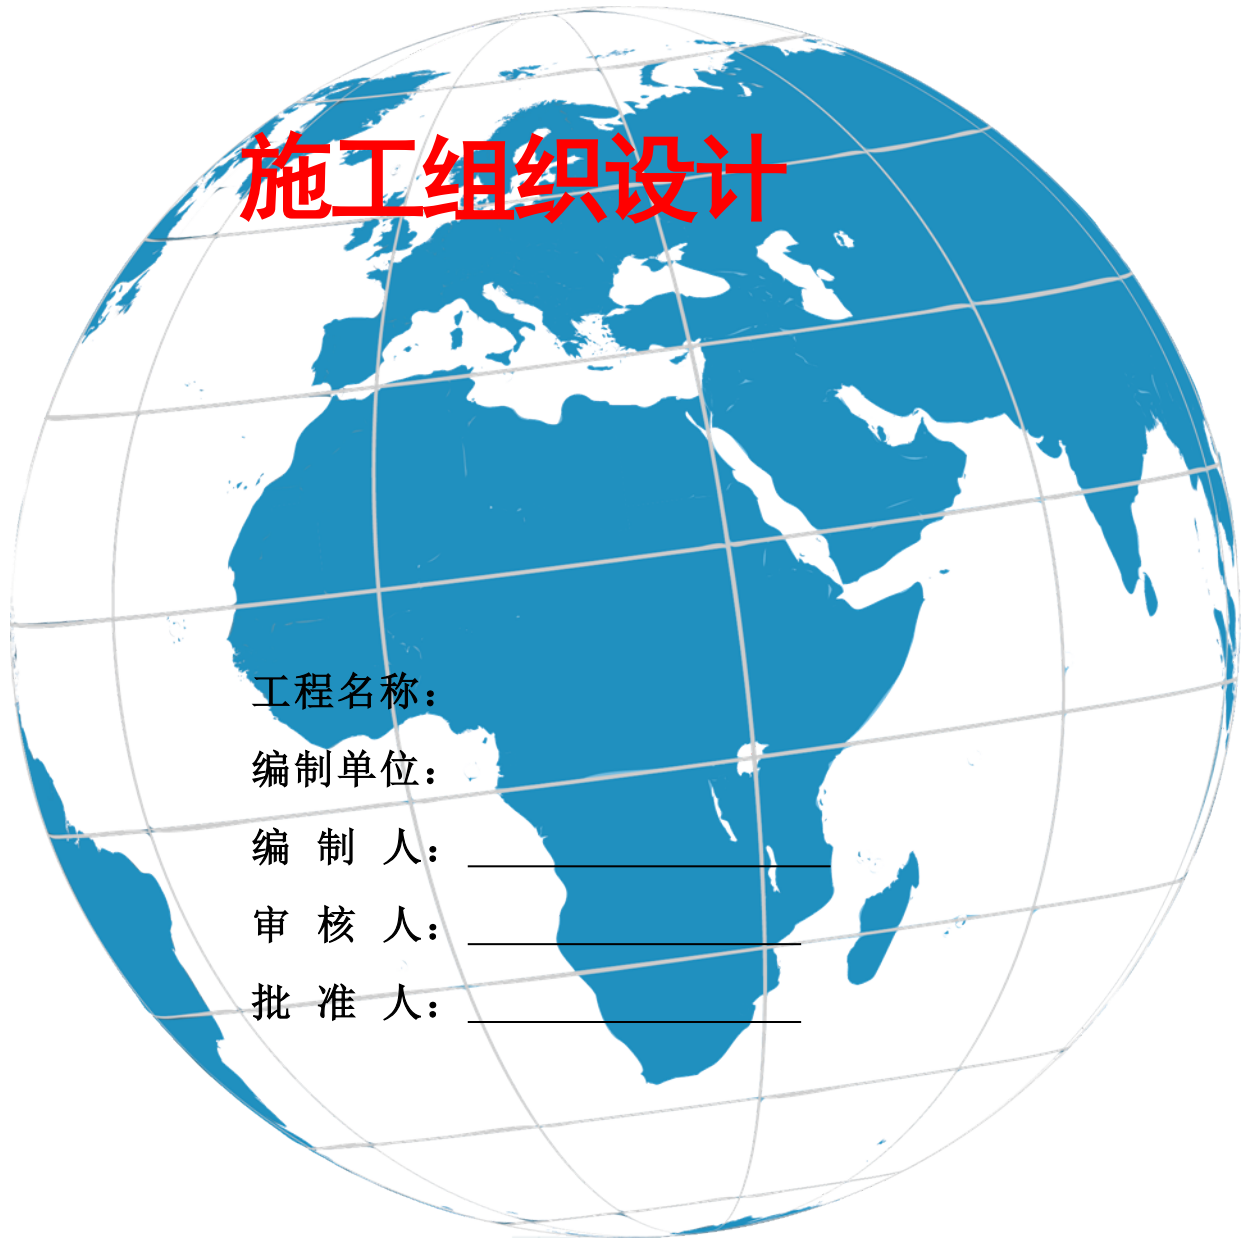 施工组织设计
工程名称：
编制单位：
编 制 人：
审 核 人：
批 准 人：